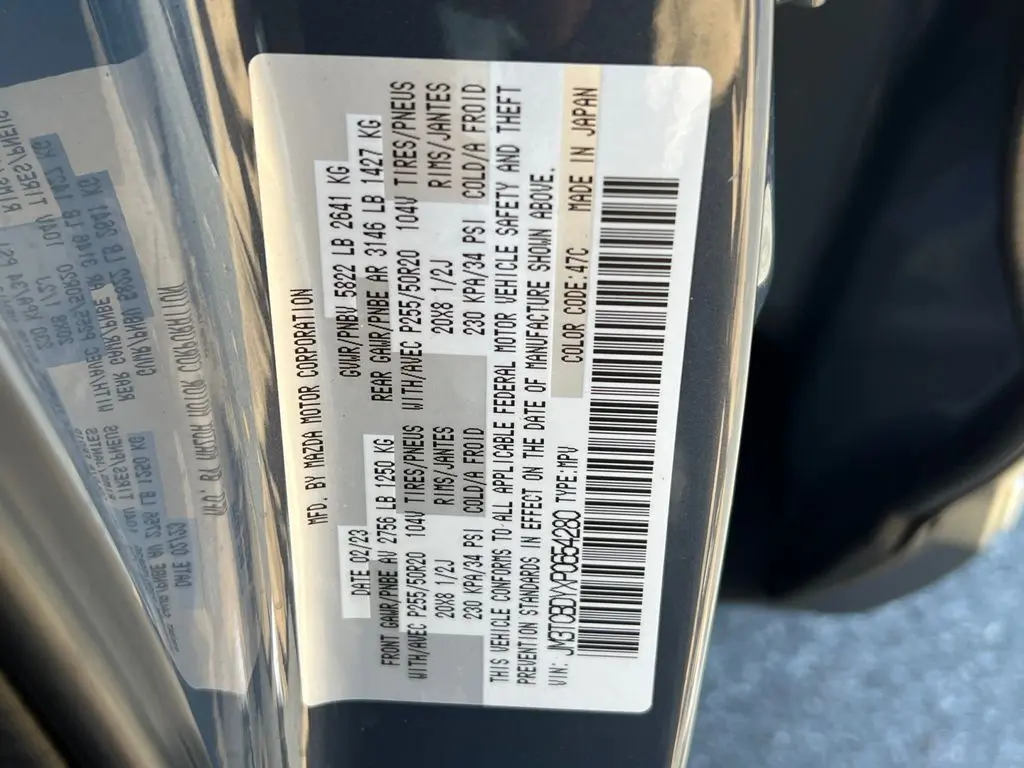 MFD. BY MAZDA MOTOR CORPORATION
DATE 02/23 GVWR/PNBV 5822 LB 2641 KG
FRONT GAWR/PNBE AV 2756 LB 1250 KG REAR GAWR/PNBE AR 3146 LB 1427 KG
WITH/AVEC P255/50R20 104V TIRES/PNEUS WITH/AVEC P255/50R20 104V TIRES/PNEUS
20X8 1/2J RIMS/JANTES 20X8 1/2J RIMS/JANTES
230 KPA/34 PSI COLD/A FROID 230 KPA/34 PSI COLD/A FROID
THIS VEHICLE CONFORMS TO ALL APPLICABLE FEDERAL MOTOR VEHICLE SAFETY AND THEFT
PREVENTION STANDARDS IN EFFECT ON THE DATE OF MANUFACTURE SHOWN ABOVE.
VIN: JM3TCBDYXP0654280 TYPE:MPV COLOR CODE:47C MADE IN JAPAN